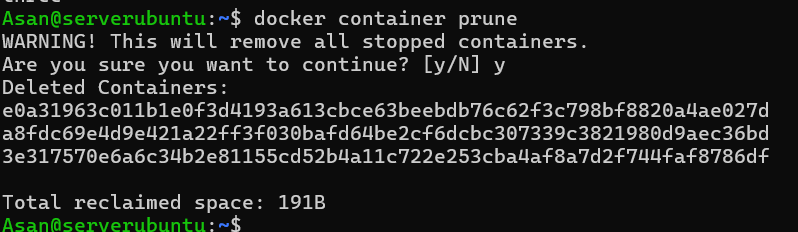 Asan@serverubuntu:~$ docker container prune
WARNING! This will remove all stopped containers.
Are you sure you want to continue? [y/N] y
Deleted Containers:
e0a31963c011b1e0f3d4193a613cbce63beebdb76c62f3c798bf8820a4ae027d
a8fdc69e4d9e421a22ff3f030bafd64be2cf6dcbc307339c3821980d9aec36bd
3e317570e6a6c34b2e81155cd52b4a11c722e253cba4af8a7d2f744faf8786df
Total reclaimed space: 191B
Asan@serverubuntu:~$